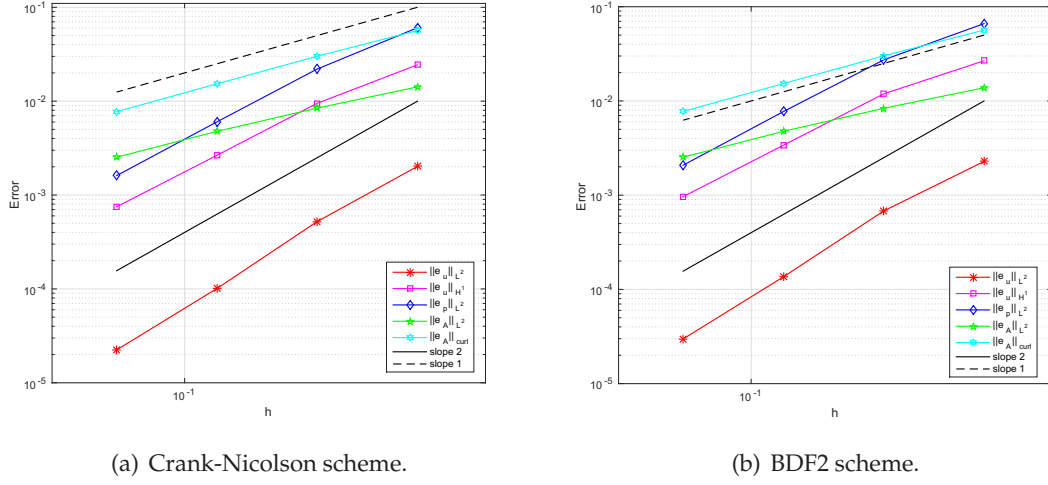 10^-1
10^-2
10^-3
10^-4
10^-5
Error
10^-1
h
||e_u||_L²
||e_u||_H¹
||e_p||_L²
||e_A||_L²
||e_A||_curl
slope 2
slope 1
(a) Crank-Nicolson scheme.
10^-1
10^-2
10^-3
10^-4
10^-5
Error
10^-1
h
||e_u||_L²
||e_u||_H¹
||e_p||_L²
||e_A||_L²
||e_A||_curl
slope 2
slope 1
(b) BDF2 scheme.